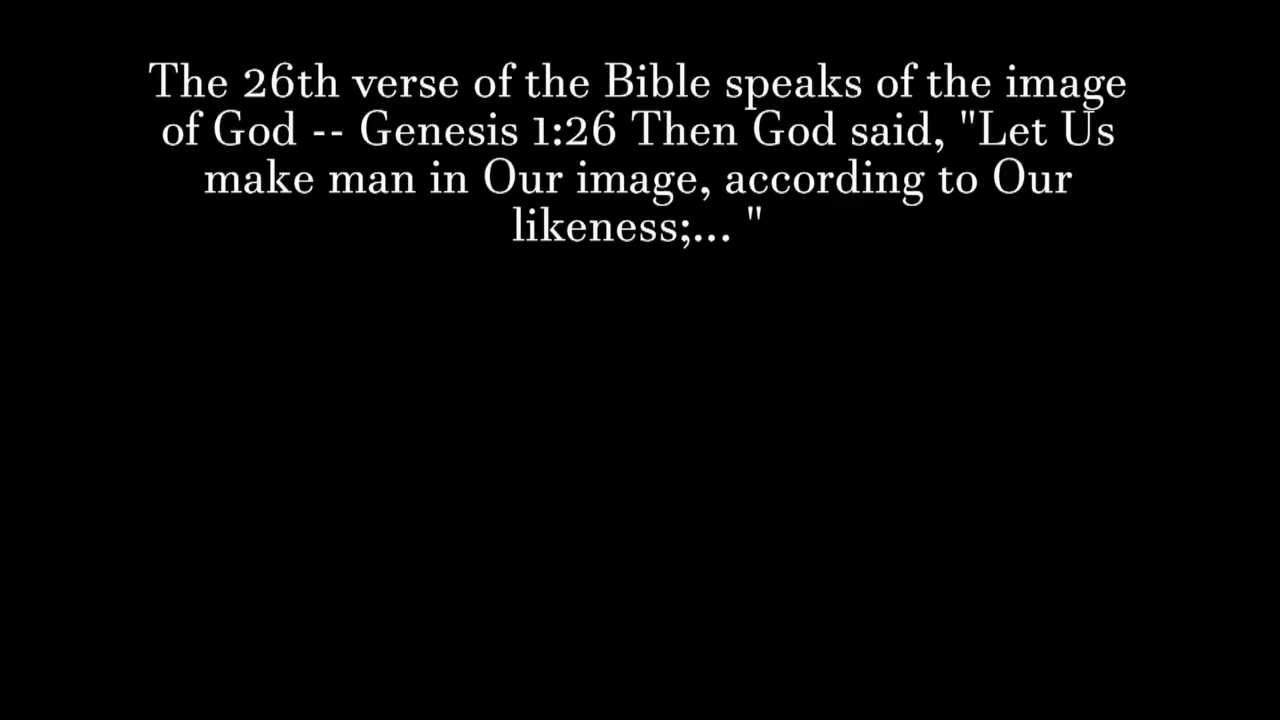 The 26th verse of the Bible speaks of the image
of God -- Genesis 1:26 Then God said, "Let Us
make man in Our image, according to Our
likeness;... "